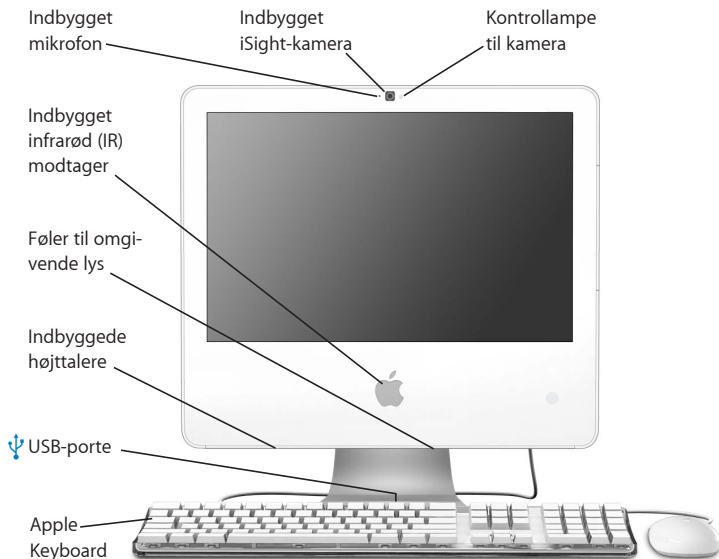 Indbygget
mikrofon
Indbygget
iSight-kamera
Kontrollampe
til kamera
Indbygget
infrarød (IR)
modtager
Føler til omgi-
vende lys
Indbyggede
højttalere
USB-porte
Apple
Keyboard